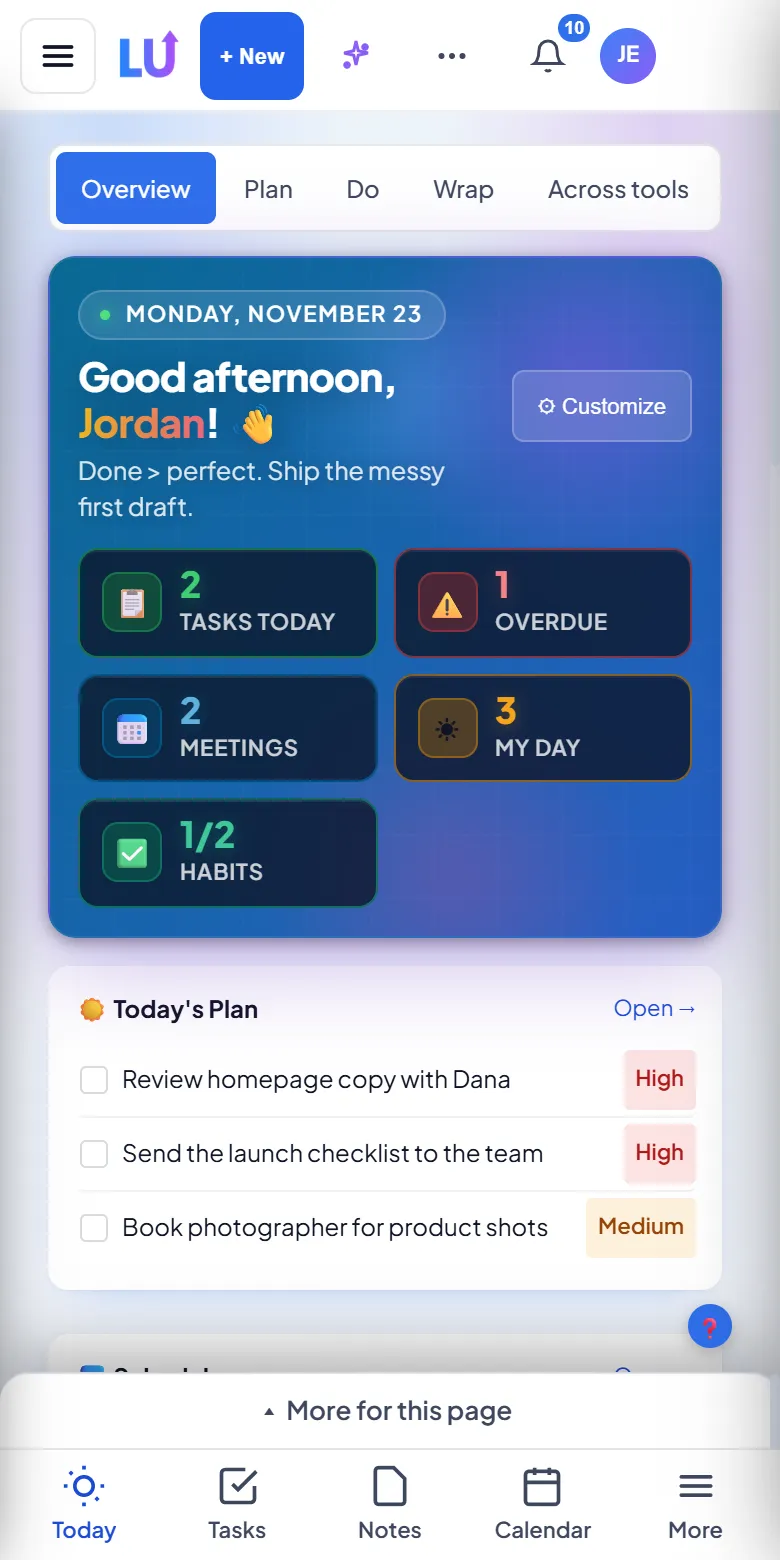 LU
+ New
10
JE
Overview Plan Do Wrap Across tools
MONDAY, NOVEMBER 23
Good afternoon,
Jordan! 👋
Customize
Done > perfect. Ship the messy
first draft.
2
TASKS TODAY
1
OVERDUE
2
MEETINGS
3
MY DAY
1/2
HABITS
Today's Plan
Open →
Review homepage copy with Dana
High
Send the launch checklist to the team
High
Book photographer for product shots
Medium
❓
▲ More for this page
Today
Tasks
Notes
Calendar
More